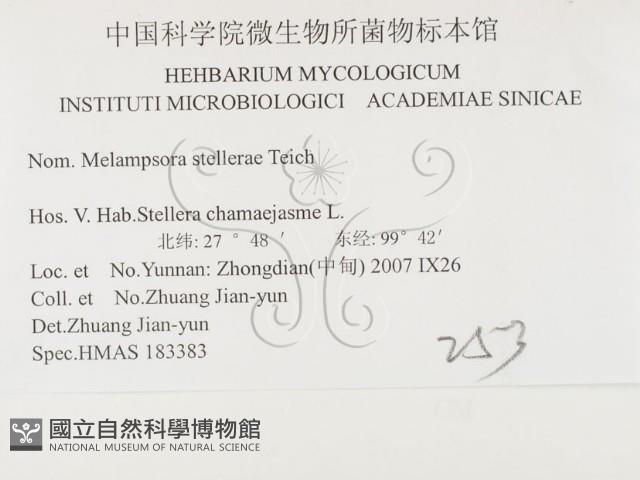 中国科学院微生物所菌物标本馆
HEHBARIUM MYCOLOGICUM
INSTITUTI MICROBIOLOGICI ACADEMIAE SINICAE
Nom. Melampsora stellerae Teich
Hos. V. Hab.Stellera chamaejasme L.
北纬: 27 ° 48 ′ 东经: 99° 42′
Loc. et No.Yunnan: Zhongdian(中甸) 2007 IX26
Coll. et No.Zhuang Jian-yun
Det.Zhuang Jian-yun
Spec.HMAS 183383
253
國立自然科學博物館
NATIONAL MUSEUM OF NATURAL SCIENCE